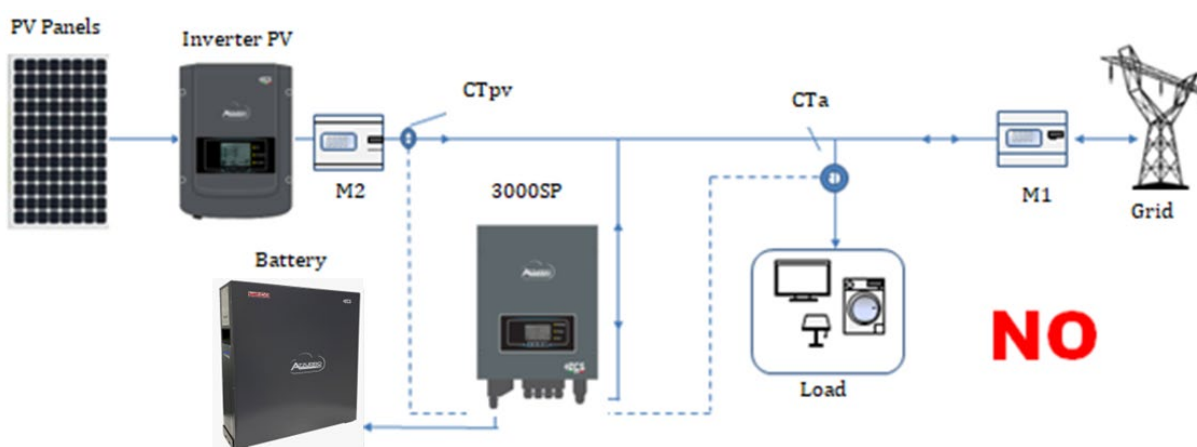 PV Panels
Inverter PV
CTpv
CTa
M2
3000SP
M1
Grid
Battery
Load
NO